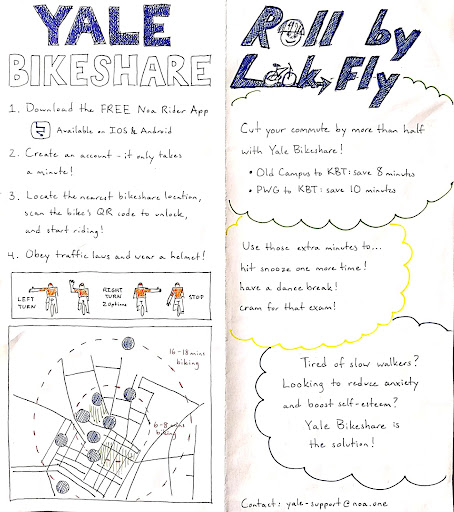 YALE
BIKESHARE
1. Download the FREE Noa Rider App
Available on IOS & Android
2. Create an account - it only takes
a minute!
3. Locate the nearest bikeshare location,
scan the bike's QR code to unlock,
and start riding!
4. Obey traffic laws and wear a helmet!
LEFT
TURN
RIGHT
TURN
2 options
STOP
16-18 mins
biking
6-8 mins
biking
Roll by
Look Fly
Cut your commute by more than half
with Yale Bikeshare!
• Old Campus to KBT: save 8 minutes
• PWG to KBT: save 10 minutes
Use those extra minutes to...
hit snooze one more time!
have a dance break!
cram for that exam!
Tired of slow walkers?
Looking to reduce anxiety
and boost self-esteem?
Yale Bikeshare is
the solution!
Contact: yale-support@noa.one